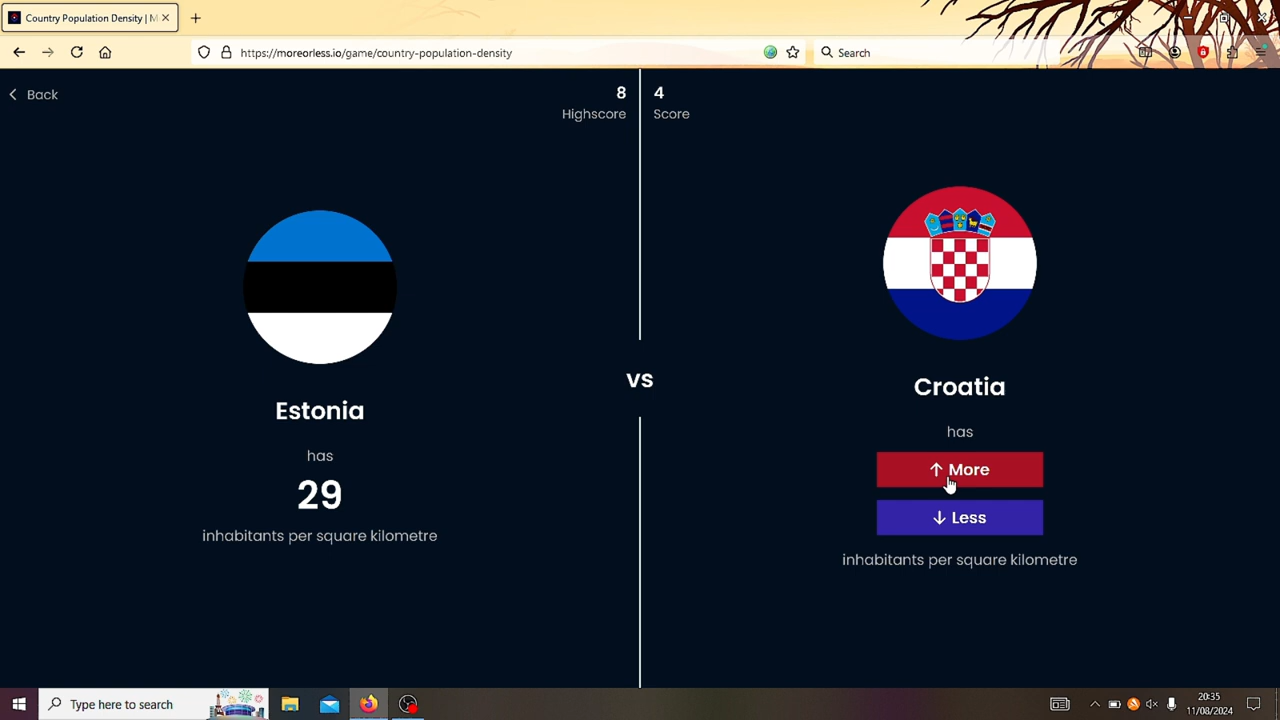 Country Population Density | M
https://moreorless.io/game/country-population-density
Search
Back
8
Highscore
4
Score
Estonia
has
29
inhabitants per square kilometre
vs
Croatia
has
↑ More
↓ Less
inhabitants per square kilometre
Type here to search
20:35
11/08/2024